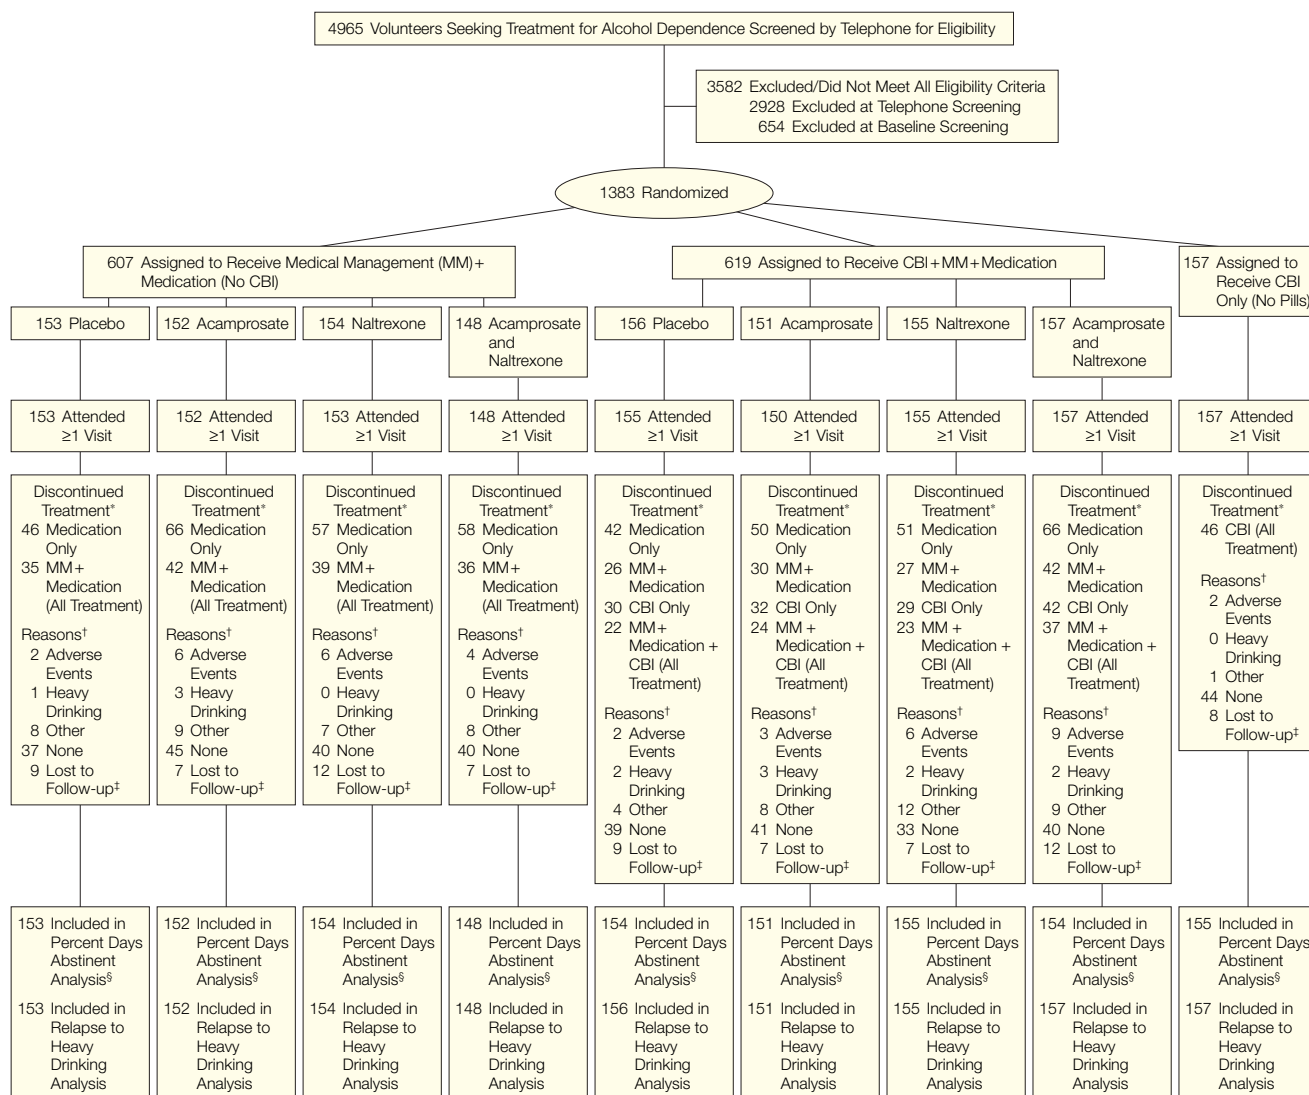 4965 Volunteers Seeking Treatment for Alcohol Dependence Screened by Telephone for Eligibility
3582 Excluded/Did Not Meet All Eligibility Criteria
2928 Excluded at Telephone Screening
654 Excluded at Baseline Screening
1383 Randomized
607 Assigned to Receive Medical Management (MM) +
Medication (No CBI)
619 Assigned to Receive CBI + MM + Medication
157 Assigned to
Receive CBI
Only (No Pills)
153 Placebo
152 Acamprosate
154 Naltrexone
148 Acamprosate
and
Naltrexone
156 Placebo
151 Acamprosate
155 Naltrexone
157 Acamprosate
and
Naltrexone
153 Attended
≥1 Visit
152 Attended
≥1 Visit
153 Attended
≥1 Visit
148 Attended
≥1 Visit
155 Attended
≥1 Visit
150 Attended
≥1 Visit
155 Attended
≥1 Visit
157 Attended
≥1 Visit
157 Attended
≥1 Visit
Discontinued
Treatment*
46 Medication
Only
35 MM +
Medication
(All Treatment)
Reasons†
2 Adverse
Events
1 Heavy
Drinking
8 Other
37 None
9 Lost to
Follow-up‡
Discontinued
Treatment*
66 Medication
Only
42 MM +
Medication
(All Treatment)
Reasons†
6 Adverse
Events
3 Heavy
Drinking
9 Other
45 None
7 Lost to
Follow-up‡
Discontinued
Treatment*
57 Medication
Only
39 MM +
Medication
(All Treatment)
Reasons†
6 Adverse
Events
0 Heavy
Drinking
7 Other
40 None
12 Lost to
Follow-up‡
Discontinued
Treatment*
58 Medication
Only
36 MM +
Medication
(All Treatment)
Reasons†
4 Adverse
Events
0 Heavy
Drinking
8 Other
40 None
7 Lost to
Follow-up‡
Discontinued
Treatment*
42 Medication
Only
26 MM +
Medication
30 CBI Only
22 MM +
Medication +
CBI (All
Treatment)
Reasons†
2 Adverse
Events
2 Heavy
Drinking
4 Other
39 None
9 Lost to
Follow-up‡
Discontinued
Treatment*
50 Medication
Only
30 MM +
Medication
32 CBI Only
24 MM +
Medication +
CBI (All
Treatment)
Reasons†
3 Adverse
Events
3 Heavy
Drinking
8 Other
41 None
7 Lost to
Follow-up‡
Discontinued
Treatment*
51 Medication
Only
27 MM +
Medication
29 CBI Only
23 MM +
Medication +
CBI (All
Treatment)
Reasons†
6 Adverse
Events
2 Heavy
Drinking
12 Other
33 None
7 Lost to
Follow-up‡
Discontinued
Treatment*
66 Medication
Only
42 MM +
Medication
42 CBI Only
37 MM +
Medication +
CBI (All
Treatment)
Reasons†
9 Adverse
Events
2 Heavy
Drinking
9 Other
40 None
12 Lost to
Follow-up‡
Discontinued
Treatment*
46 CBI (All
Treatment)
Reasons†
2 Adverse
Events
0 Heavy
Drinking
1 Other
44 None
8 Lost to
Follow-up‡
153 Included in
Percent Days
Abstinent
Analysis§
153 Included in
Relapse to
Heavy
Drinking
Analysis
152 Included in
Percent Days
Abstinent
Analysis§
152 Included in
Relapse to
Heavy
Drinking
Analysis
154 Included in
Percent Days
Abstinent
Analysis§
154 Included in
Relapse to
Heavy
Drinking
Analysis
148 Included in
Percent Days
Abstinent
Analysis§
148 Included in
Relapse to
Heavy
Drinking
Analysis
154 Included in
Percent Days
Abstinent
Analysis§
156 Included in
Relapse to
Heavy
Drinking
Analysis
151 Included in
Percent Days
Abstinent
Analysis§
151 Included in
Relapse to
Heavy
Drinking
Analysis
155 Included in
Percent Days
Abstinent
Analysis§
155 Included in
Relapse to
Heavy
Drinking
Analysis
154 Included in
Percent Days
Abstinent
Analysis§
157 Included in
Relapse to
Heavy
Drinking
Analysis
155 Included in
Percent Days
Abstinent
Analysis§
157 Included in
Relapse to
Heavy
Drinking
Analysis